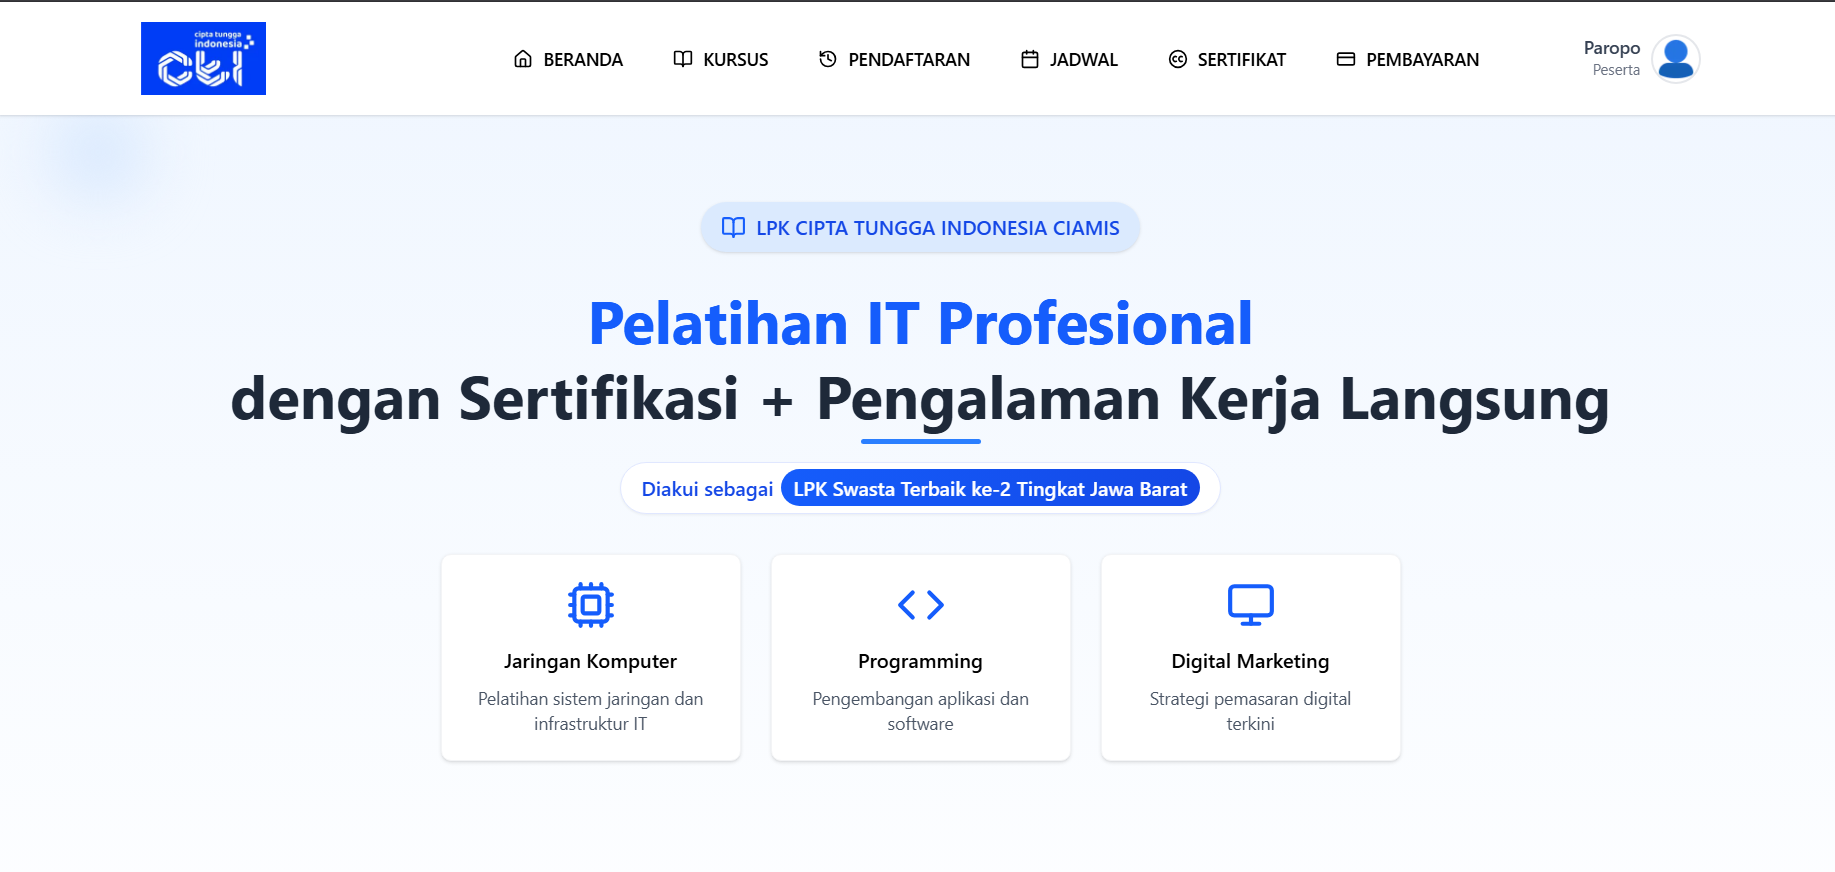 cipta tungga
indonesia
cti
BERANDA
KURSUS
PENDAFTARAN
JADWAL
SERTIFIKAT
PEMBAYARAN
Paropo
Peserta
LPK CIPTA TUNGGA INDONESIA CIAMIS
Pelatihan IT Profesional
dengan Sertifikasi + Pengalaman Kerja Langsung
Diakui sebagai LPK Swasta Terbaik ke-2 Tingkat Jawa Barat
Jaringan Komputer
Pelatihan sistem jaringan dan
infrastruktur IT
Programming
Pengembangan aplikasi dan
software
Digital Marketing
Strategi pemasaran digital
terkini